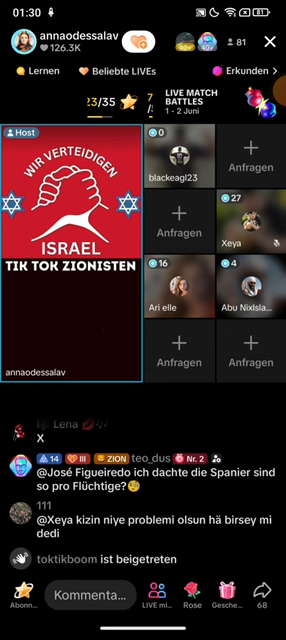 01:30
81
annaodessalav
126.3K
40+
40+
81
Lernen
Beliebte LIVEs
Erkunden
23/35
LIVE MATCH
BATTLES
1 - 2 Juni
Host
WIR VERTEIDIGEN
ISRAEL
TIK TOK ZIONISTEN
annaodessalav
0
blackeagl23
Anfragen
Anfragen
27
Xeya
16
Ari elle
4
Abu NixIsla...
Anfragen
Anfragen
Lena
X
14 III ZION teo_dus Nr. 2
@José Figueiredo ich dachte die Spanier sind
so pro Flüchtige?
111
@Xeya kizin niye problemi olsun hä birsey mi
dedi
toktikboom ist beigetreten
Abonn...
Kommenta...
LIVE mi...
Rose
Gesche...
68